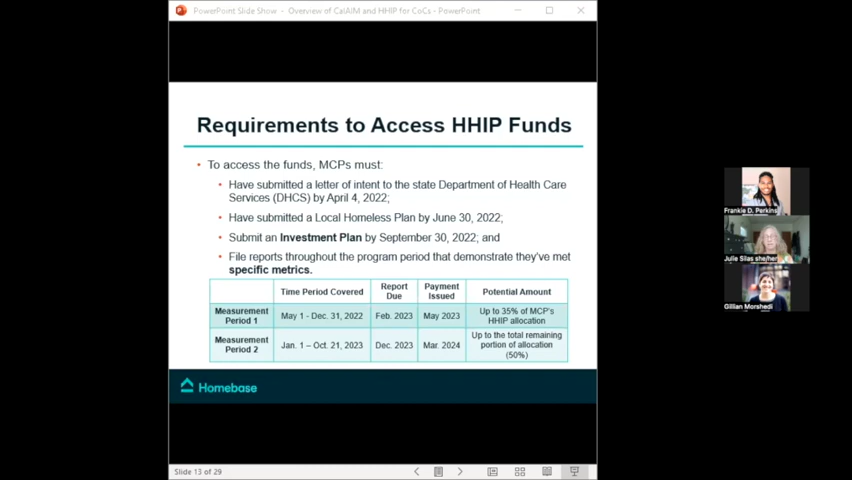 PowerPoint Slide Show - Overview of CalAIM and HHIP for CoCs - PowerPoint
Requirements to Access HHIP Funds
• To access the funds, MCPs must:
• Have submitted a letter of intent to the state Department of Health Care
Services (DHCS) by April 4, 2022;
• Have submitted a Local Homeless Plan by June 30, 2022;
• Submit an Investment Plan by September 30, 2022; and
• File reports throughout the program period that demonstrate they've met
specific metrics.
Time Period Covered
Report
Due
Payment
Issued
Potential Amount
Measurement
Period 1
May 1 - Dec. 31, 2022
Feb. 2023
May 2023
Up to 35% of MCP's
HHIP allocation
Measurement
Period 2
Jan. 1 – Oct. 21, 2023
Dec. 2023
Mar. 2024
Up to the total remaining
portion of allocation
(50%)
Homebase
Slide 13 of 29
Frankie D. Perkins
Julie Silas she/her
Gillian Morshedi